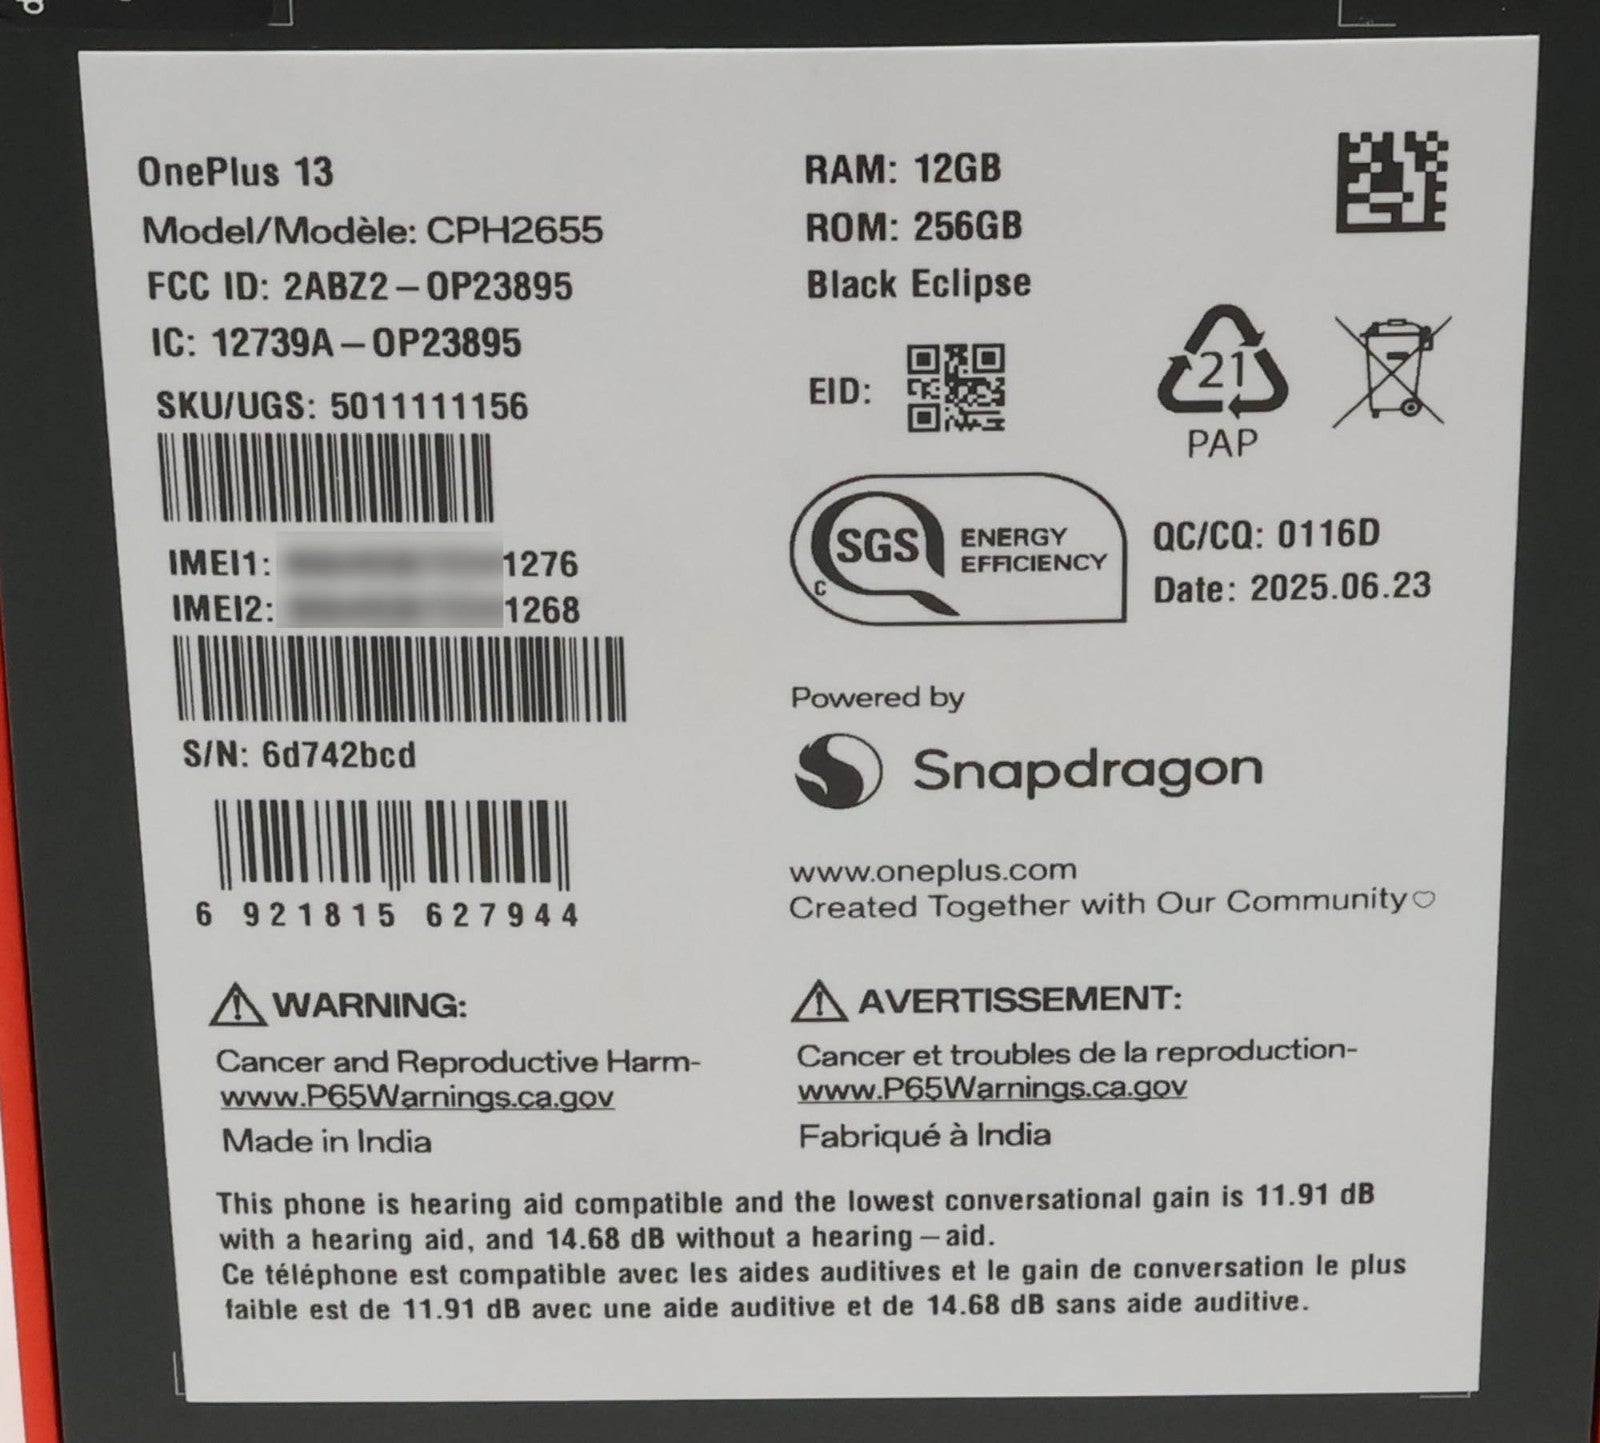 OnePlus 13
Model/Modèle: CPH2655
FCC ID: 2ABZ2-OP23895
IC: 12739A-OP23895
SKU/UGS: 5011111156
IMEI1: 1276
IMEI2: 1268
S/N: 6d742bcd
6 921815 627944
RAM: 12GB
ROM: 256GB
Black Eclipse
EID:
21
PAP
SGS
C
ENERGY
EFFICIENCY
QC/CQ: 0116D
Date: 2025.06.23
Powered by
Snapdragon
www.oneplus.com
Created Together with Our Community♡
WARNING:
Cancer and Reproductive Harm-
www.P65Warnings.ca.gov
Made in India
AVERTISSEMENT:
Cancer et troubles de la reproduction-
www.P65Warnings.ca.gov
Fabriqué à India
This phone is hearing aid compatible and the lowest conversational gain is 11.91 dB
with a hearing aid, and 14.68 dB without a hearing-aid.
Ce téléphone est compatible avec les aides auditives et le gain de conversation le plus
faible est de 11.91 dB avec une aide auditive et de 14.68 dB sans aide auditive.